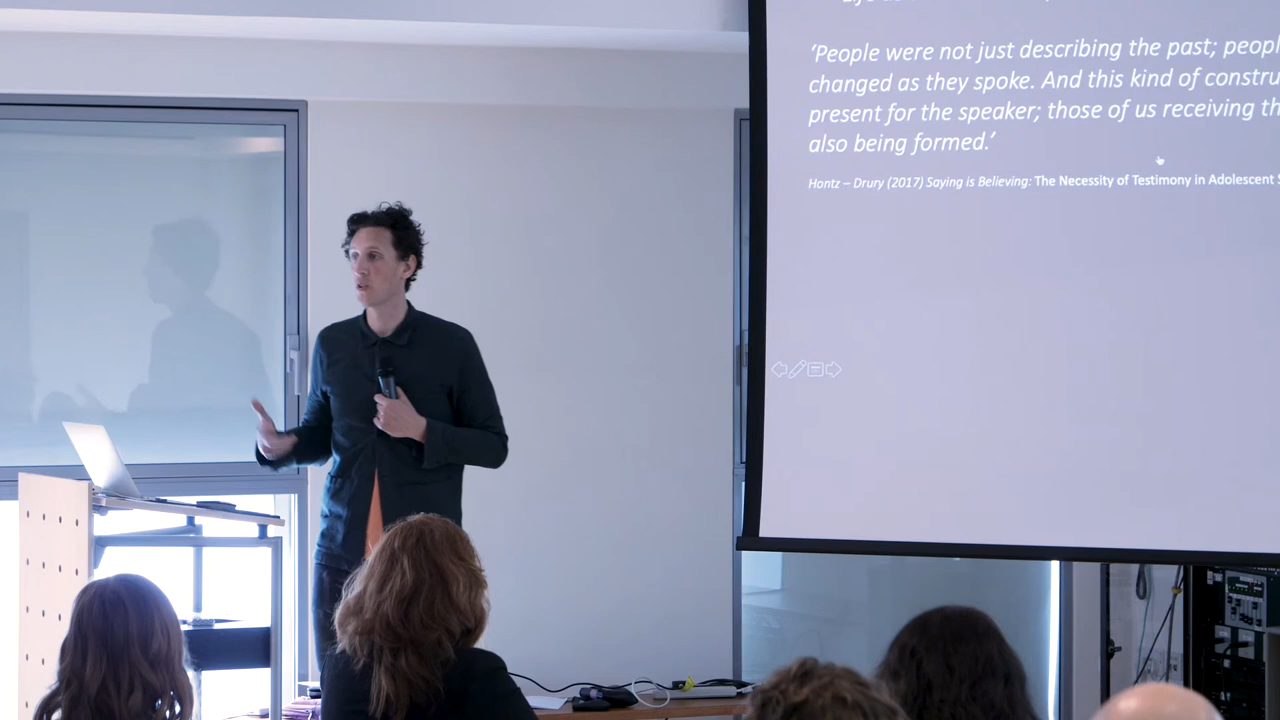 ‘People were not just describing the past; peopl
changed as they spoke. And this kind of constru
present for the speaker; those of us receiving th
also being formed.’
Hontz – Drury (2017) Saying is Believing: The Necessity of Testimony in Adolescent S